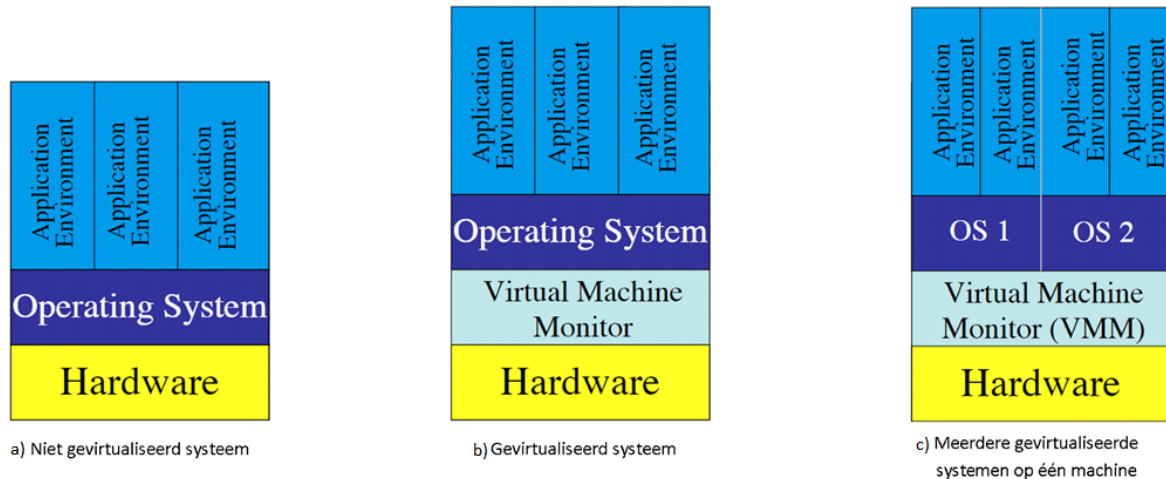 Application
Environment
Application
Environment
Application
Environment
Operating System
Hardware
a) Niet gevirtualiseerd systeem
Application
Environment
Application
Environment
Application
Environment
Operating System
Virtual Machine
Monitor
Hardware
b) Gevirtualiseerd systeem
Application
Environment
Application
Environment
Application
Environment
Application
Environment
OS 1
OS 2
Virtual Machine
Monitor (VMM)
Hardware
c) Meerdere gevirtualiseerde
systemen op één machine